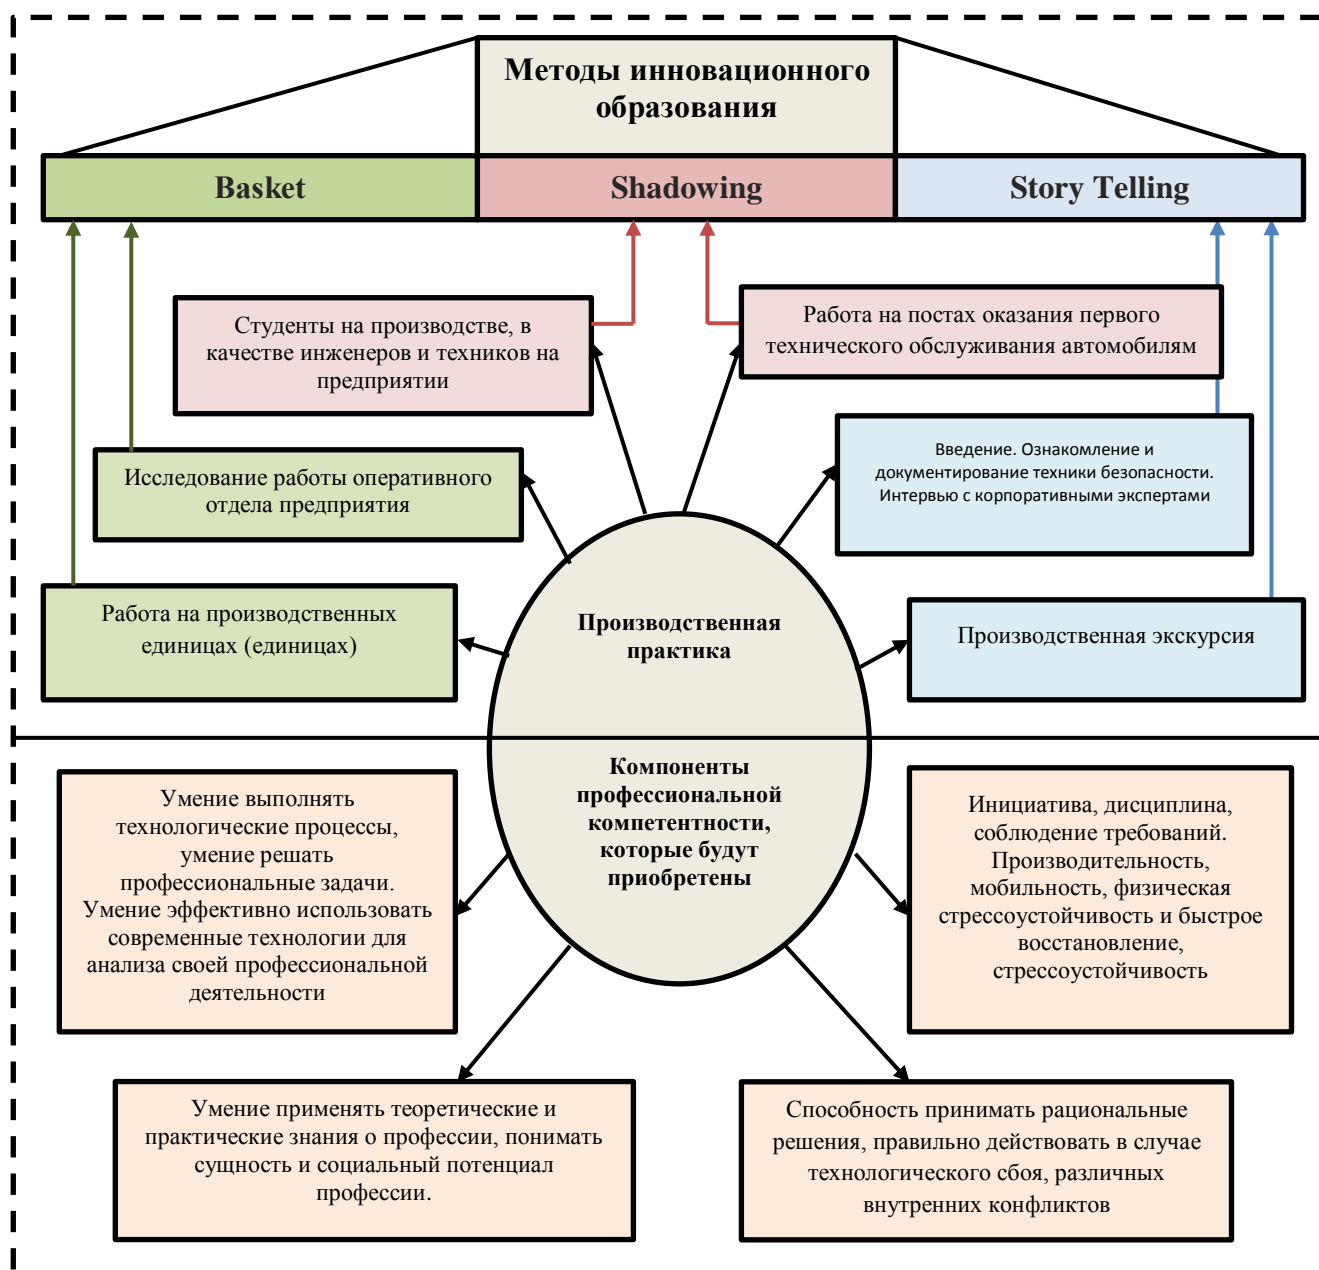 Методы инновационного
образования
Basket
Shadowing
Story Telling
Студенты на производстве, в
качестве инженеров и техников на
предприятии
Работа на постах оказания первого
технического обслуживания автомобилям
Исследование работы оперативного
отдела предприятия
Введение. Ознакомление и
документирование техники безопасности.
Интервью с корпоративными экспертами
Работа на производственных
единицах (единицах)
Производственная
практика
Производственная экскурсия
Компоненты
профессиональной
компетентности,
которые будут
приобретены
Умение выполнять
технологические процессы,
умение решать
профессиональные задачи.
Умение эффективно использовать
современные технологии для
анализа своей профессиональной
деятельности
Инициатива, дисциплина,
соблюдение требований.
Производительность,
мобильность, физическая
стрессоустойчивость и быстрое
восстановление,
стрессоустойчивость
Умение применять теоретические и
практические знания о профессии, понимать
сущность и социальный потенциал
профессии.
Способность принимать рациональные
решения, правильно действовать в случае
технологического сбоя, различных
внутренних конфликтов